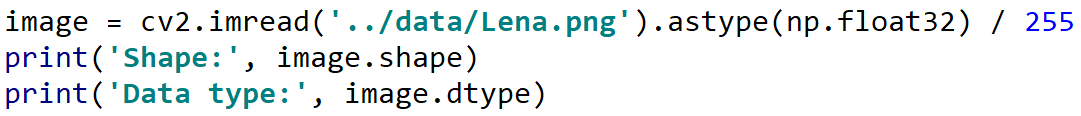 image = cv2.imread('../data/Lena.png').astype(np.float32) / 255
print('Shape:', image.shape)
print('Data type:', image.dtype)